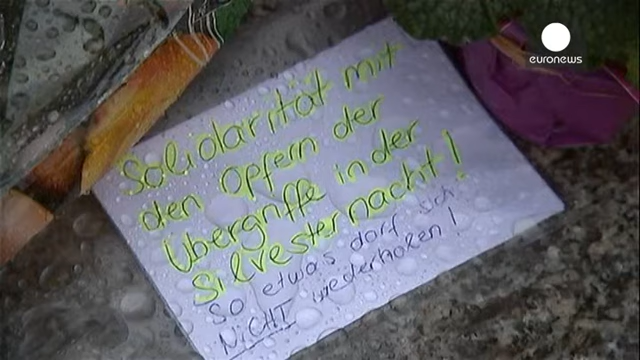 euronews
Solidarität mit
den Opfern der
Übergriffe in der
Silvesternacht!
So etwas darf sich
NICHT wiederholen!